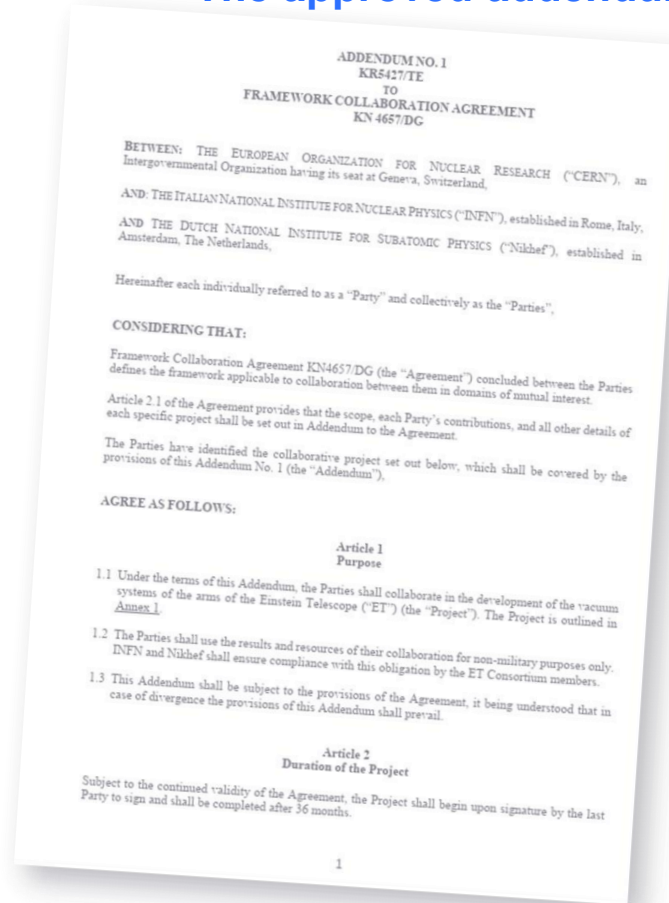 The approved addendu
ADDENDUM NO. 1
KR5427/TE
TO
FRAMEWORK COLLABORATION AGREEMENT
KN 4657/DG
BETWEEN: THE EUROPEAN ORGANIZATION FOR NUCLEAR RESEARCH (“CERN”), an
Intergovernmental Organization having its seat at Geneva, Switzerland,
AND: THE ITALIAN NATIONAL INSTITUTE FOR NUCLEAR PHYSICS (“INFN”), established in Rome, Italy,
AND THE DUTCH NATIONAL INSTITUTE FOR SUBATOMIC PHYSICS (“Nikhef”), established in
Amsterdam, The Netherlands,
Hereinafter each individually referred to as a “Party” and collectively as the “Parties”,
CONSIDERING THAT:
Framework Collaboration Agreement KN4657/DG (the “Agreement”) concluded between the Parties
defines the framework applicable to collaboration between them in domains of mutual interest.
Article 2.1 of the Agreement provides that the scope, each Party’s contributions, and all other details of
each specific project shall be set out in Addendum to the Agreement.
The Parties have identified the collaborative project set out below, which shall be covered by the
provisions of this Addendum No. 1 (the “Addendum”),
AGREE AS FOLLOWS:
Article 1
Purpose
1.1 Under the terms of this Addendum, the Parties shall collaborate in the development of the vacuum
systems of the arms of the Einstein Telescope (“ET”) (the “Project”). The Project is outlined in
Annex 1.
1.2 The Parties shall use the results and resources of their collaboration for non-military purposes only.
INFN and Nikhef shall ensure compliance with this obligation by the ET Consortium members.
1.3 This Addendum shall be subject to the provisions of the Agreement, it being understood that in
case of divergence the provisions of this Addendum shall prevail.
Article 2
Duration of the Project
Subject to the continued validity of the Agreement, the Project shall begin upon signature by the last
Party to sign and shall be completed after 36 months.
1